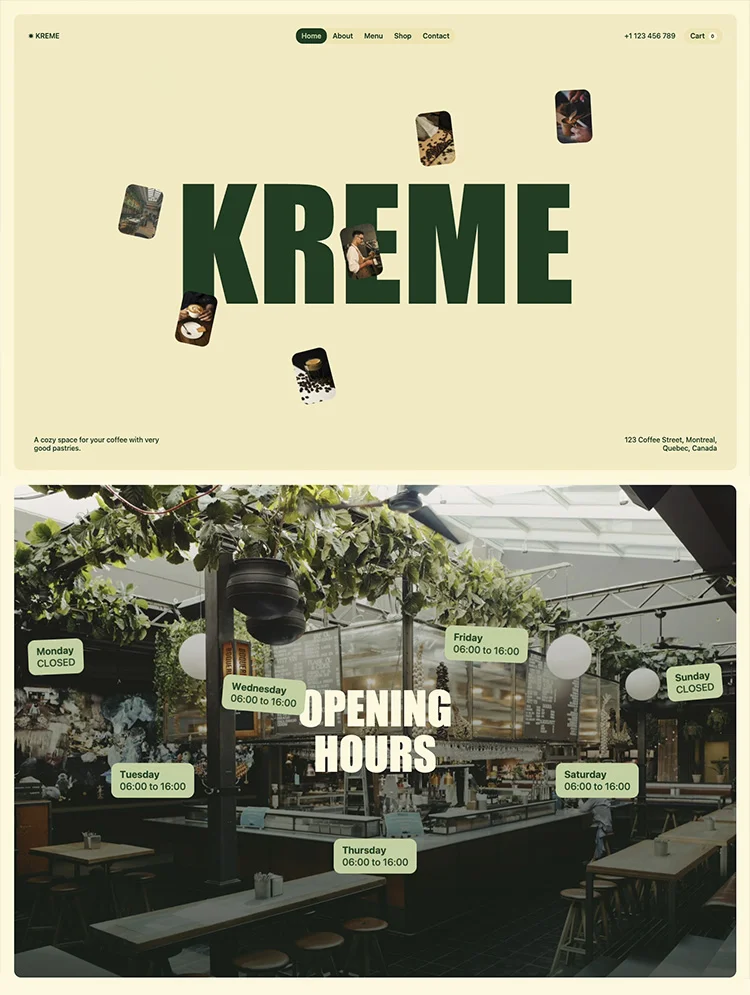 KREME
Home
About
Menu
Shop
Contact
+1 123 456 789
Cart 0
KREME
A cozy space for your coffee with very
good pastries.
123 Coffee Street, Montreal,
Quebec, Canada
Monday
CLOSED
Tuesday
06:00 to 16:00
Wednesday
06:00 to 16:00
OPENING
HOURS
Thursday
06:00 to 16:00
Friday
06:00 to 16:00
Saturday
06:00 to 16:00
Sunday
CLOSED